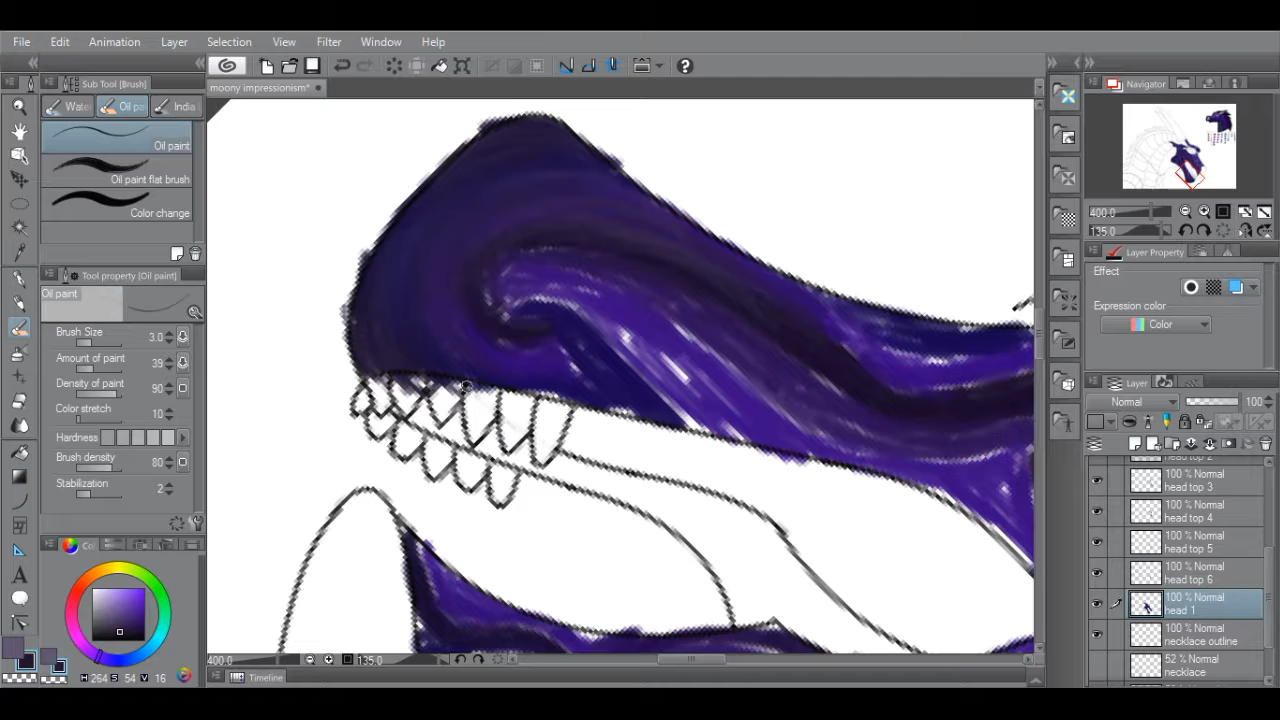 File Edit Animation Layer Selection View Filter Window Help
Sub Tool [Brush]
moony impressionism*
Navigator
Oil pa India
Oil paint
Oil paint flat brush
Color change
400.0
135.0
Tool property [Oil paint]
Oil paint
Brush Size 3.0
Amount of paint 39
Density of paint 90
Color stretch 10
Hardness
Brush density 80
Stabilization 2
Layer Property
Effect
Expression color
Color
Layer
Normal 100
head top 2
100 % Normal
head top 3
100 % Normal
head top 4
100 % Normal
head top 5
100 % Normal
head top 6
100 % Normal
head 1
100 % Normal
necklace outline
52 % Normal
necklace
400.0 135.0
H 264 S 54 V 16
Timeline